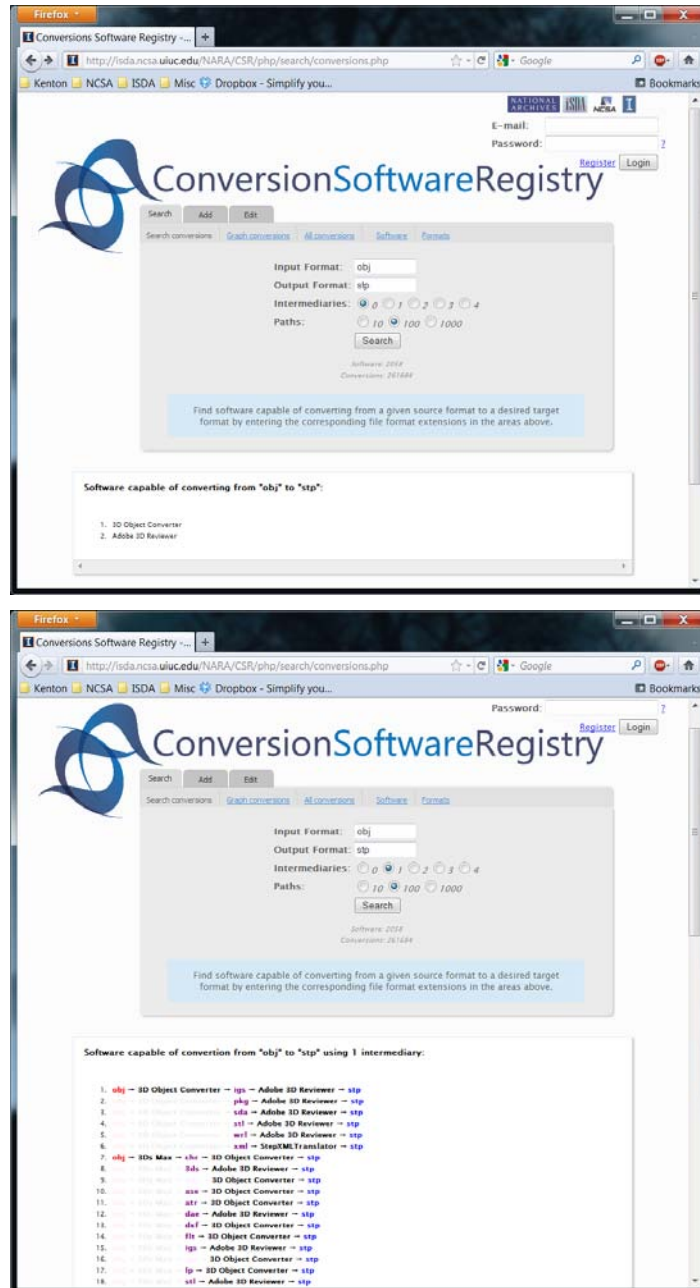 Firefox
Conversions Software Registry -...
http://isda.ncsa.uiuc.edu/NARA/CSR/php/search/conversions.php
Google
Kenton NCSA ISDA Misc Dropbox - Simplify you... Bookmarks
NATIONAL ARCHIVES ISDA NCSA I
E-mail:
Password: ?
Register Login
ConversionSoftwareRegistry
Search Add Edit
Search conversions Graph conversions All conversions Software Formats
Input Format: obj
Output Format: stp
Intermediaries: 0 1 2 3 4
Paths: 10 100 1000
Search
Software: 2058
Conversions: 261684
Find software capable of converting from a given source format to a desired target
format by entering the corresponding file format extensions in the areas above.
Software capable of converting from "obj" to "stp":
1. 3D Object Converter
2. Adobe 3D Reviewer
Firefox
Conversions Software Registry -...
http://isda.ncsa.uiuc.edu/NARA/CSR/php/search/conversions.php
Google
Kenton NCSA ISDA Misc Dropbox - Simplify you... Bookmarks
Password: ?
Register Login
ConversionSoftwareRegistry
Search Add Edit
Search conversions Graph conversions All conversions Software Formats
Input Format: obj
Output Format: stp
Intermediaries: 0 1 2 3 4
Paths: 10 100 1000
Search
Software: 2058
Conversions: 261684
Find software capable of converting from a given source format to a desired target
format by entering the corresponding file format extensions in the areas above.
Software capable of convertion from "obj" to "stp" using 1 intermediary:
1. obj → 3D Object Converter → igs → Adobe 3D Reviewer → stp
2. pkg → Adobe 3D Reviewer → stp
3. sda → Adobe 3D Reviewer → stp
4. stl → Adobe 3D Reviewer → stp
5. wrl → Adobe 3D Reviewer → stp
6. xml → StepXMLTranslator → stp
7. obj → 3Ds Max → chr → 3D Object Converter → stp
8. 3ds → Adobe 3D Reviewer → stp
9. 3D Object Converter → stp
10. ase → 3D Object Converter → stp
11. atr → 3D Object Converter → stp
12. dae → Adobe 3D Reviewer → stp
13. def → 3D Object Converter → stp
14. flt → 3D Object Converter → stp
15. igs → Adobe 3D Reviewer → stp
16. 3D Object Converter → stp
17. lp → 3D Object Converter → stp
18. stl → Adobe 3D Reviewer → stp